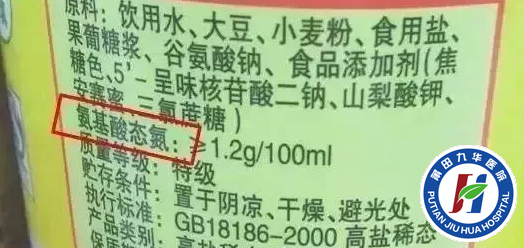 原料：饮用水、大豆、小麦粉、食用盐、
果葡糖浆、谷氨酸钠、食品添加剂(焦
糖色、5'-呈味核苷酸二钠、山梨酸钾、
安赛蜜、三氯蔗糖)
氨基酸态氮：≥1.2g/100ml
质量等级：特级
贮存条件：置于阴凉、干燥、避光处
执行标准：GB18186-2000 高盐稀态
产品类别：
莆田九华医院
PUTIAN JIU HUA HOSPITAL